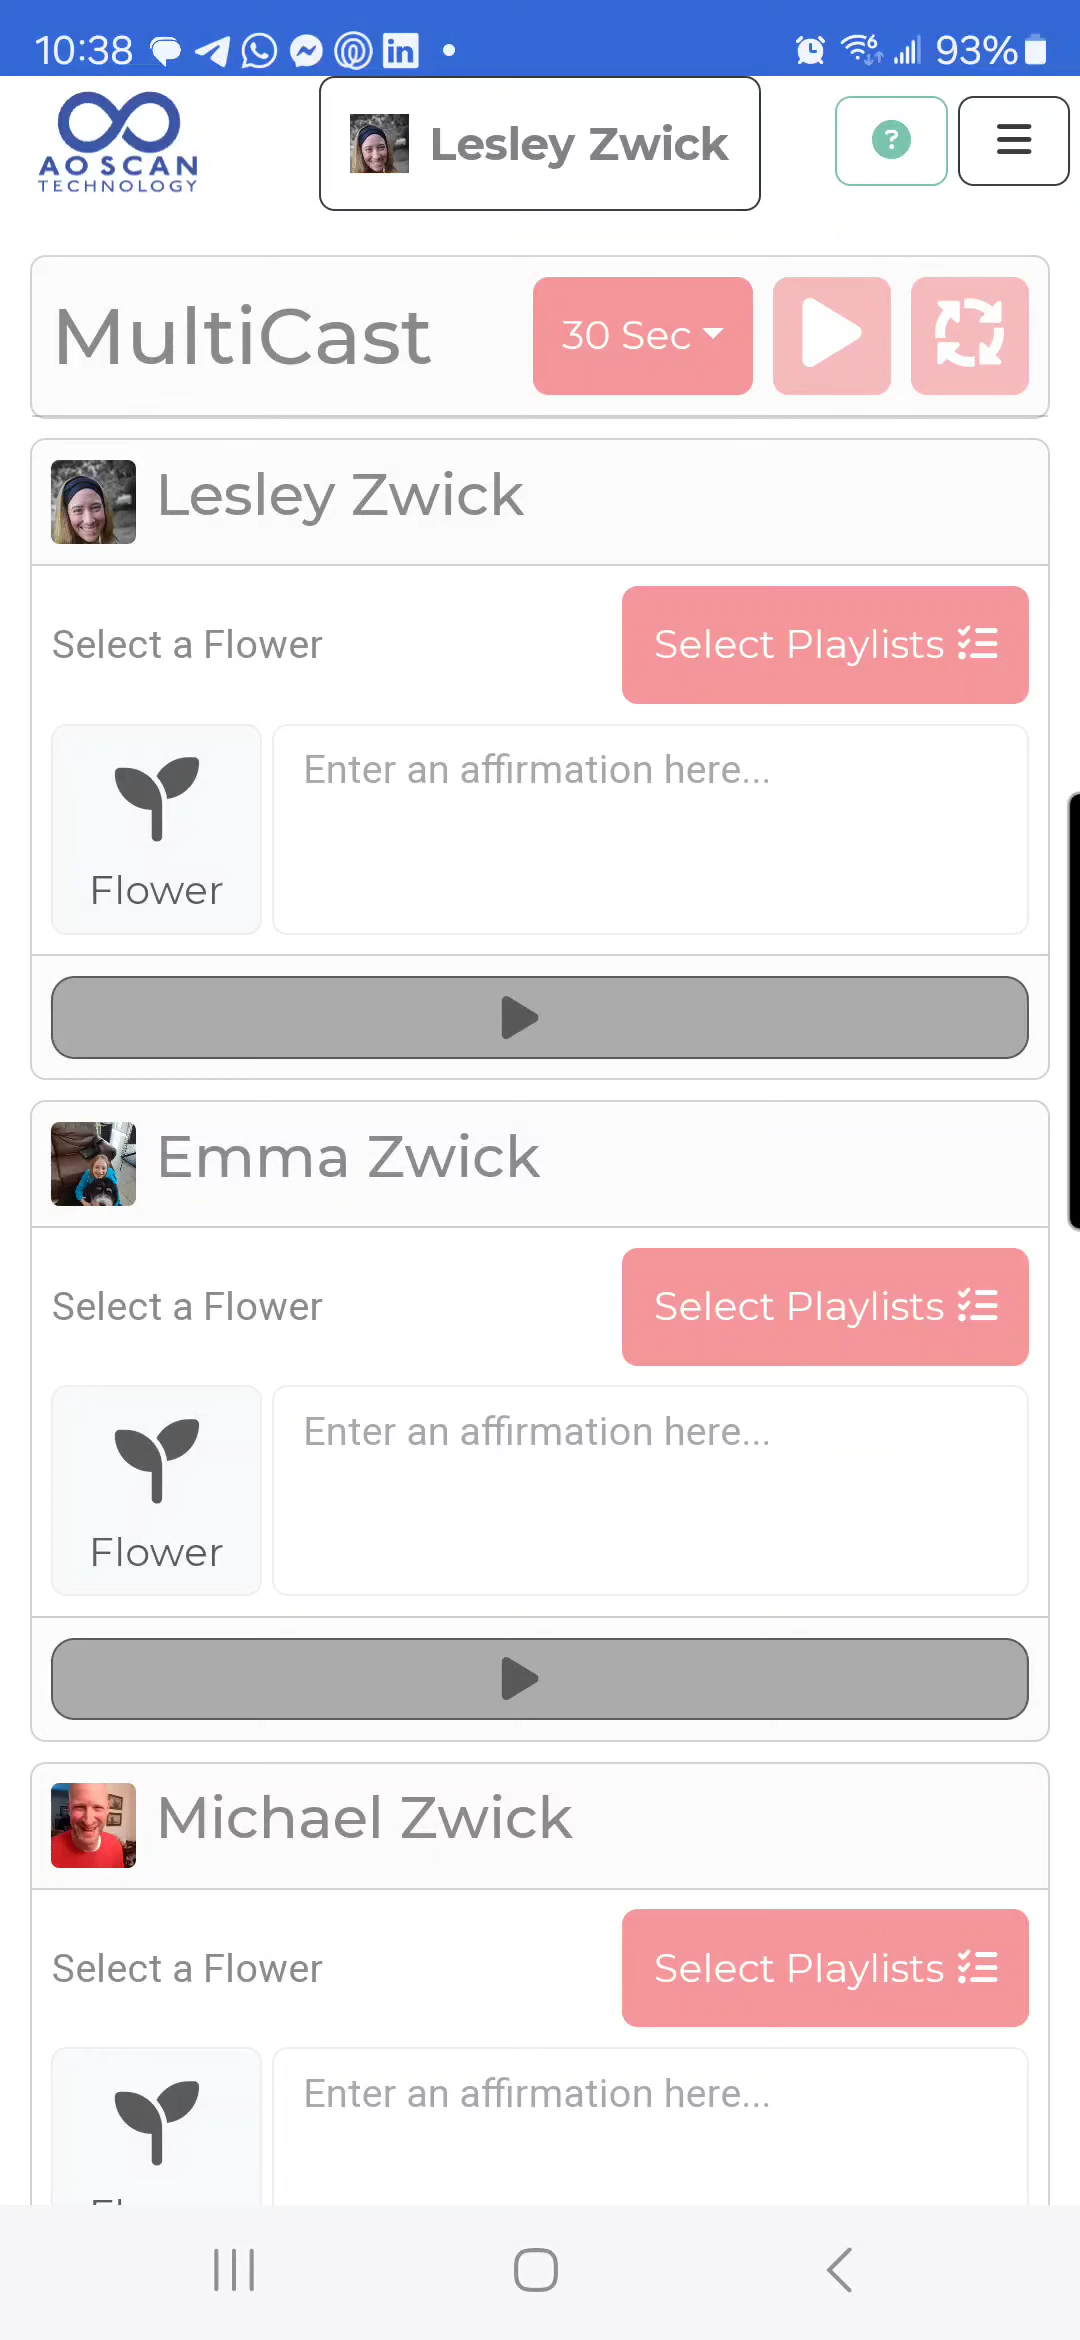 10:38
93%
AO SCAN
TECHNOLOGY
Lesley Zwick
MultiCast
30 Sec
Lesley Zwick
Select a Flower
Select Playlists
Enter an affirmation here...
Flower
Emma Zwick
Select a Flower
Select Playlists
Enter an affirmation here...
Flower
Michael Zwick
Select a Flower
Select Playlists
Enter an affirmation here...